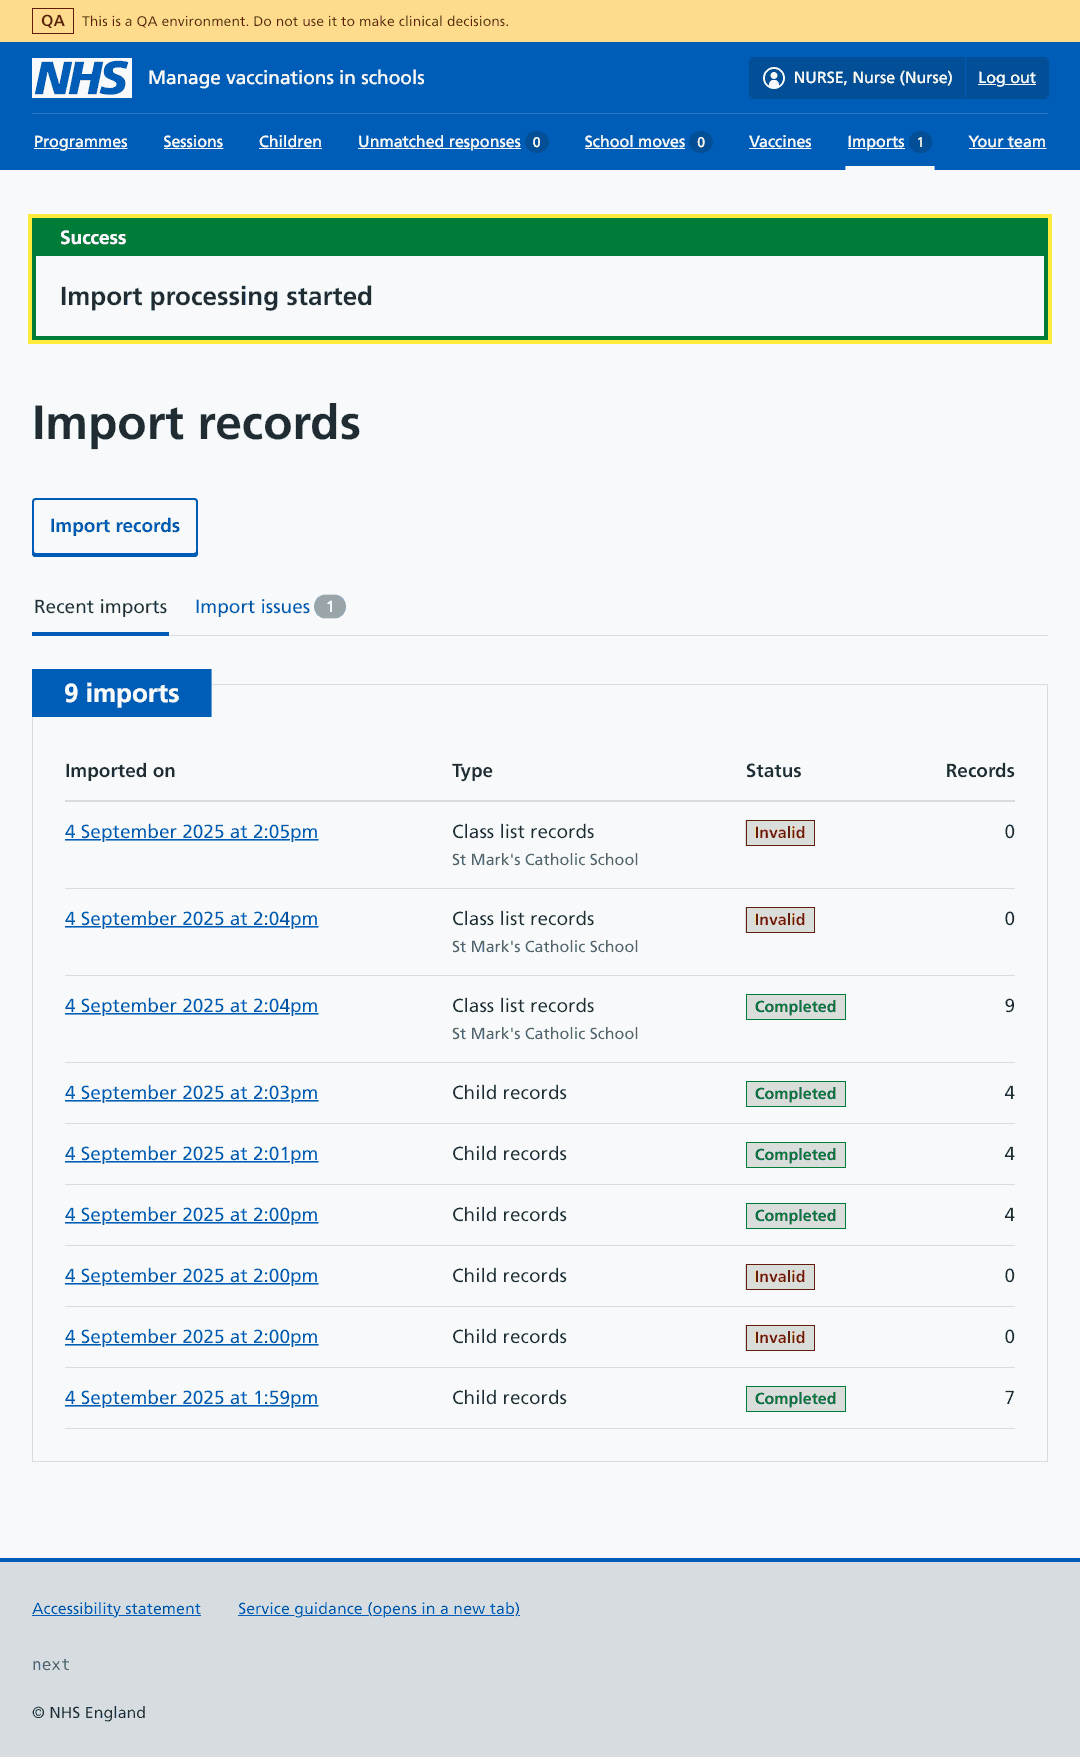 QA This is a QA environment. Do not use it to make clinical decisions.
NHS Manage vaccinations in schools NURSE, Nurse (Nurse) Log out
Programmes Sessions Children Unmatched responses 0 School moves 0 Vaccines Imports 1 Your team
Success
Import processing started
Import records
Import records
Recent imports Import issues 1
9 imports
Imported on Type Status Records
4 September 2025 at 2:05pm Class list records Invalid 0
St Mark's Catholic School
4 September 2025 at 2:04pm Class list records Invalid 0
St Mark's Catholic School
4 September 2025 at 2:04pm Class list records Completed 9
St Mark's Catholic School
4 September 2025 at 2:03pm Child records Completed 4
4 September 2025 at 2:01pm Child records Completed 4
4 September 2025 at 2:00pm Child records Completed 4
4 September 2025 at 2:00pm Child records Invalid 0
4 September 2025 at 2:00pm Child records Invalid 0
4 September 2025 at 1:59pm Child records Completed 7
Accessibility statement Service guidance (opens in a new tab)
next
© NHS England